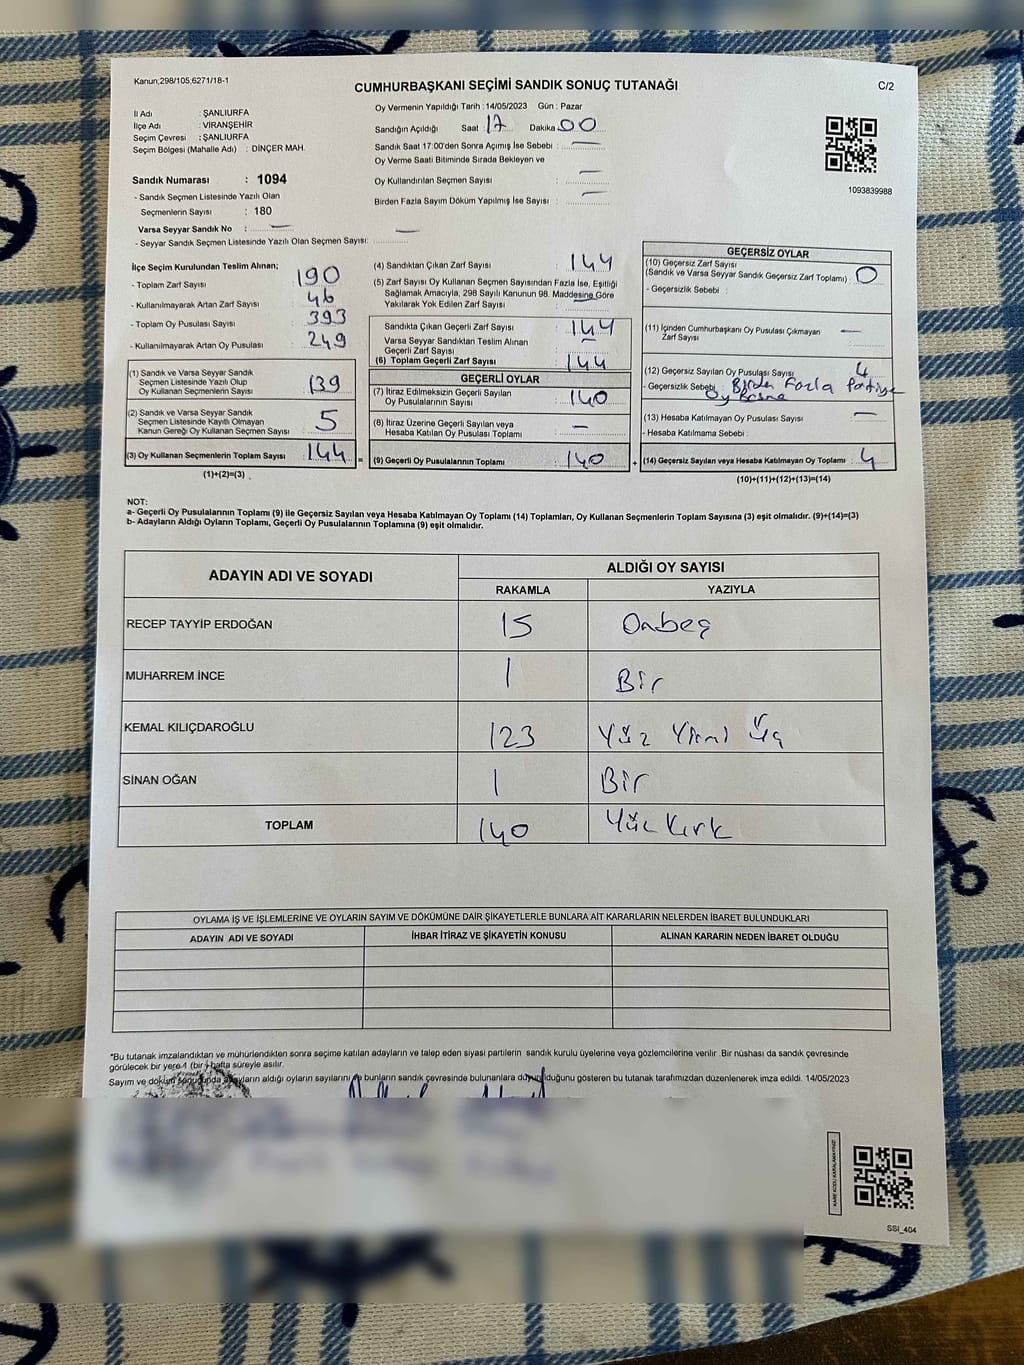 Kanun;298/105,6271/18-1
CUMHURBAŞKANI SEÇİMİ SANDIK SONUÇ TUTANAĞI
C/2
İl Adı : ŞANLIURFA
İlçe Adı : VİRANŞEHİR
Seçim Çevresi : ŞANLIURFA
Seçim Bölgesi (Mahalle Adı) : DİNÇER MAH.
Oy Vermenin Yapıldığı Tarih :14/05/2023 Gün : Pazar
Sandığın Açıldığı Saat 17 Dakika 00
Sandık Saat 17:00'den Sonra Açımış İse Sebebi : —
Oy Verme Saati Bitiminde Sırada Bekleyen ve
Oy Kullandırılan Seçmen Sayısı : —
Birden Fazla Sayım Döküm Yapılmış İse Sayısı : —
1093839988
Sandık Numarası : 1094
- Sandık Seçmen Listesinde Yazılı Olan
Seçmenlerin Sayısı : 180
Varsa Seyyar Sandık No : —
- Seyyar Sandık Seçmen Listesinde Yazılı Olan Seçmen Sayısı: —
İlçe Seçim Kurulundan Teslim Alınan;
- Toplam Zarf Sayısı : 190
- Kullanılmayarak Artan Zarf Sayısı : 46
- Toplam Oy Pusulası Sayısı : 393
- Kullanılmayarak Artan Oy Pusulası : 249
(1) Sandık ve Varsa Seyyar Sandık
Seçmen Listesinde Yazılı Olup
Oy Kullanan Seçmenlerin Sayısı : 139
(2) Sandık ve Varsa Seyyar Sandık
Seçmen Listesinde Kayıtlı Olmayan
Kanun Gereği Oy Kullanan Seçmen Sayısı : 5
(3) Oy Kullanan Seçmenlerin Toplam Sayısı : 144
(1)+(2)=(3)
(4) Sandıktan Çıkan Zarf Sayısı : 144
(5) Zarf Sayısı Oy Kullanan Seçmen Sayısından Fazla İse, Eşitliği
Sağlamak Amacıyla, 298 Sayılı Kanunun 98. Maddesine Göre
Yakılarak Yok Edilen Zarf Sayısı : —
Sandıkta Çıkan Geçerli Zarf Sayısı : 144
Varsa Seyyar Sandıktan Teslim Alınan
Geçerli Zarf Sayısı : —
(6) Toplam Geçerli Zarf Sayısı : 144
GEÇERLİ OYLAR
(7) İtiraz Edilmeksizin Geçerli Sayılan
Oy Pusulalarının Sayısı : 140
(8) İtiraz Üzerine Geçerli Sayılan veya
Hesaba Katılan Oy Pusulası Toplamı : —
= (9) Geçerli Oy Pusulalarının Toplamı : 140
GEÇERSİZ OYLAR
(10) Geçersiz Zarf Sayısı
(Sandık ve Varsa Seyyar Sandık Geçersiz Zarf Toplamı) : 0
- Geçersizlik Sebebi :
(11) İçinden Cumhurbaşkanı Oy Pusulası Çıkmayan
Zarf Sayısı : —
(12) Geçersiz Sayılan Oy Pusulası Sayısı : 4
- Geçersizlik Sebebi : Birden Fazla Partiye
Oy Basma
(13) Hesaba Katılmayan Oy Pusulası Sayısı : —
- Hesaba Katılmama Sebebi :
+ (14) Geçersiz Sayılan veya Hesaba Katılmayan Oy Toplamı : 4
(10)+(11)+(12)+(13)=(14)
NOT:
a- Geçerli Oy Pusulalarının Toplamı (9) ile Geçersiz Sayılan veya Hesaba Katılmayan Oy Toplamı (14) Toplamları, Oy Kullanan Seçmenlerin Toplam Sayısına (3) eşit olmalıdır. (9)+(14)=(3)
b- Adayların Aldığı Oyların Toplamı, Geçerli Oy Pusulalarının Toplamına (9) eşit olmalıdır.
ADAYIN ADI VE SOYADI
ALDIĞI OY SAYISI
RAKAMLA YAZIYLA
RECEP TAYYİP ERDOĞAN 15 Onbeş
MUHARREM İNCE 1 Bir
KEMAL KILIÇDAROĞLU 123 Yüz Yirmi Üç
SİNAN OĞAN 1 Bir
TOPLAM 140 Yüz Kırk
OYLAMA İŞ VE İŞLEMLERİNE VE OYLARIN SAYIM VE DÖKÜMÜNE DAİR ŞİKAYETLERLE BUNLARA AİT KARARLARIN NELERDEN İBARET BULUNDUKLARI
ADAYIN ADI VE SOYADI İHBAR İTİRAZ VE ŞİKAYETİN KONUSU ALINAN KARARIN NEDEN İBARET OLDUĞU
*Bu tutanak imzalandıktan ve mühürlendikten sonra seçime katılan adayların ve talep eden siyasi partilerin sandık kurulu üyelerine veya gözlemcilerine verilir .Bir nüshası da sandık çevresinde
görülecek bir yere 1 (bir) hafta süreyle asılır.
Sayım ve döküm sonucunda adayların aldığı oyların sayılarını ve bunların sandık çevresinde bulunanlara duyurulduğunu gösteren bu tutanak tarafımızdan düzenlenerek imza edildi. 14/05/2023
KARE KODU KARALAMAYINIZ!
SSI_404